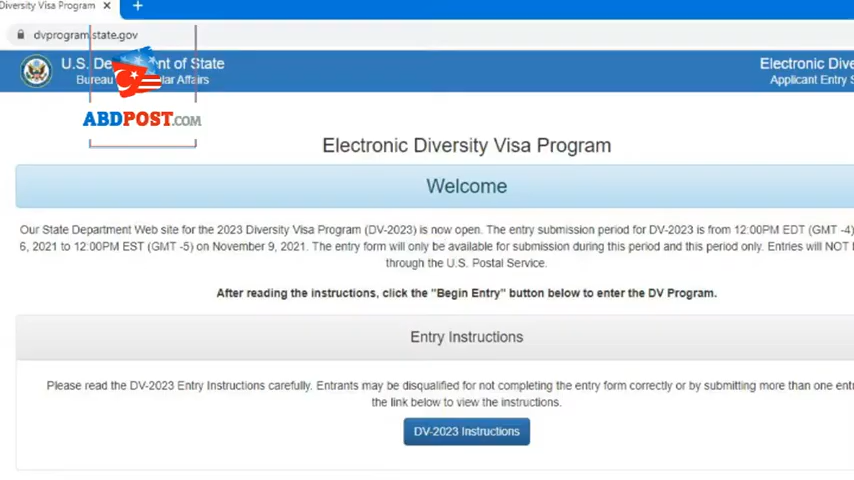 Diversity Visa Program
dvprogram.state.gov
U.S. De nt of State
Bureau lar Affairs
Electronic Dive
Applicant Entry S
ABDPOST.COM
Electronic Diversity Visa Program
Welcome
Our State Department Web site for the 2023 Diversity Visa Program (DV-2023) is now open. The entry submission period for DV-2023 is from 12:00PM EDT (GMT -4)
6, 2021 to 12:00PM EST (GMT -5) on November 9, 2021. The entry form will only be available for submission during this period and this period only. Entries will NOT
through the U.S. Postal Service.
After reading the instructions, click the "Begin Entry" button below to enter the DV Program.
Entry Instructions
Please read the DV-2023 Entry Instructions carefully. Entrants may be disqualified for not completing the entry form correctly or by submitting more than one entr
the link below to view the instructions.
DV-2023 Instructions